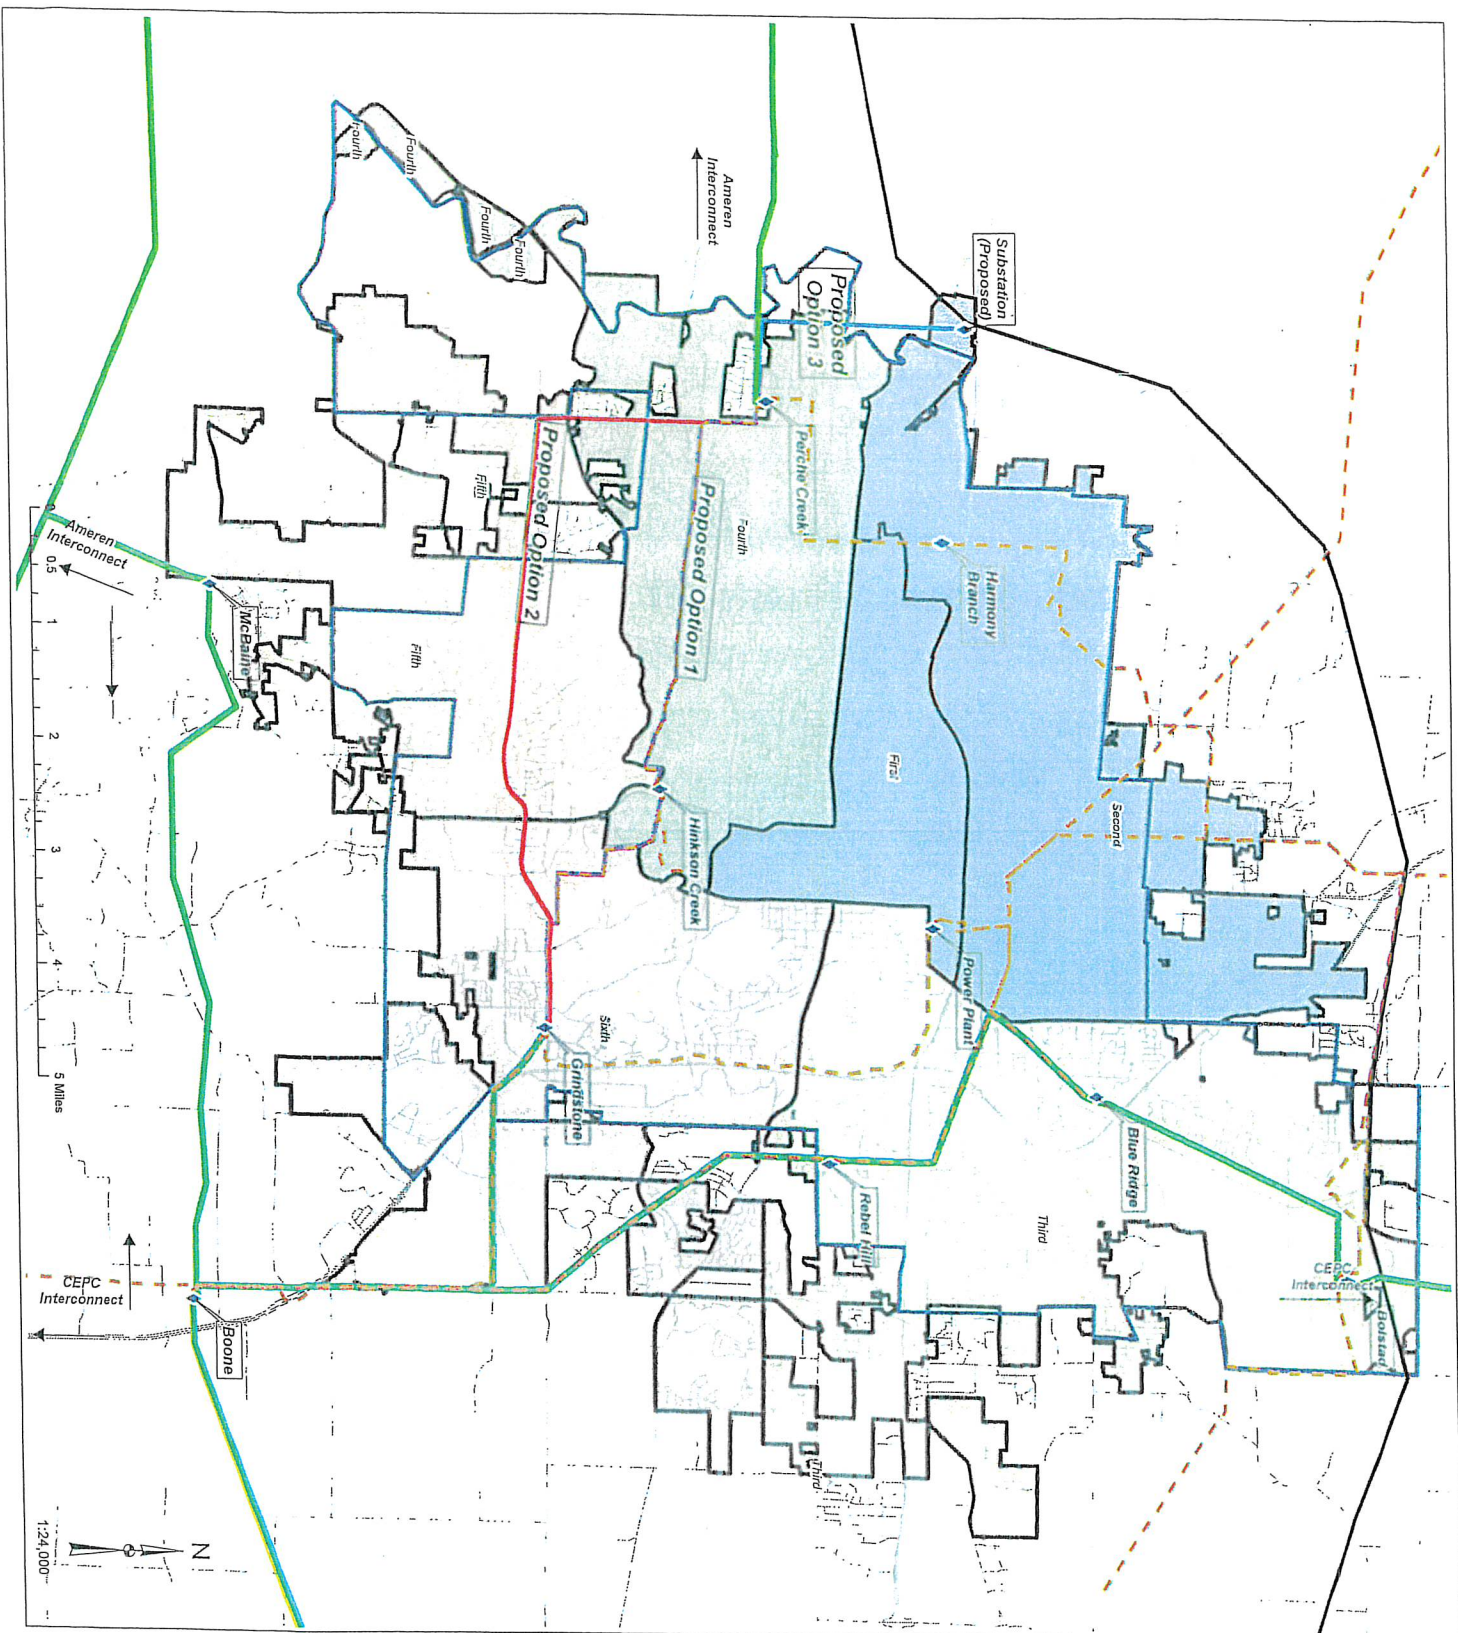 Substation
(Proposed)
Ameren
Interconnect
Proposed
Option 3
Fourth
Fourth
Fourth
Fourth
Perche Creek
Harmony
Branch
Proposed Option 1
Fourth
Proposed Option 2
Fifth
Fifth
First
Second
Hinkson Creek
Power Plant
Sixth
Grindstone
Blue Ridge
Rebel Hill
Third
Third
CEPC
Interconnect
Bolstad
Ameren
Interconnect
McBaine
CEPC
Interconnect
Boone
0
0.5
1
2
3
4
5 Miles
N
1:24,000